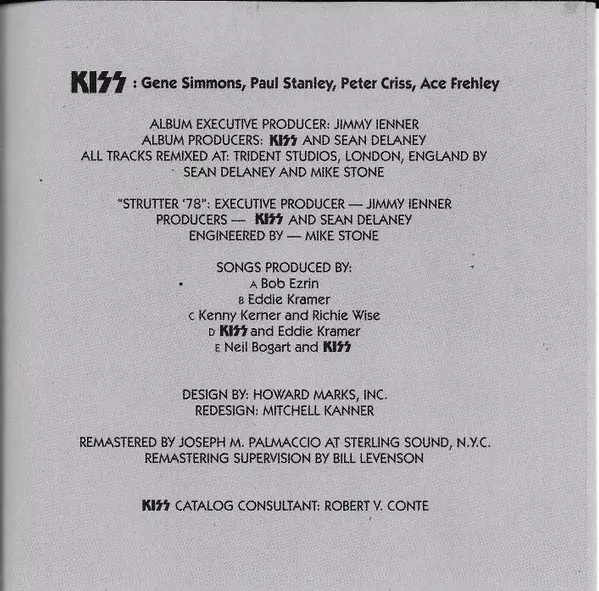 KISS : Gene Simmons, Paul Stanley, Peter Criss, Ace Frehley
ALBUM EXECUTIVE PRODUCER: JIMMY IENNER
ALBUM PRODUCERS: KISS AND SEAN DELANEY
ALL TRACKS REMIXED AT: TRIDENT STUDIOS, LONDON, ENGLAND BY
SEAN DELANEY AND MIKE STONE
"STRUTTER '78": EXECUTIVE PRODUCER — JIMMY IENNER
PRODUCERS — KISS AND SEAN DELANEY
ENGINEERED BY — MIKE STONE
SONGS PRODUCED BY:
A Bob Ezrin
B Eddie Kramer
C Kenny Kerner and Richie Wise
D KISS and Eddie Kramer
E Neil Bogart and KISS
DESIGN BY: HOWARD MARKS, INC.
REDESIGN: MITCHELL KANNER
REMASTERED BY JOSEPH M. PALMACCIO AT STERLING SOUND, N.Y.C.
REMASTERING SUPERVISION BY BILL LEVENSON
KISS CATALOG CONSULTANT: ROBERT V. CONTE